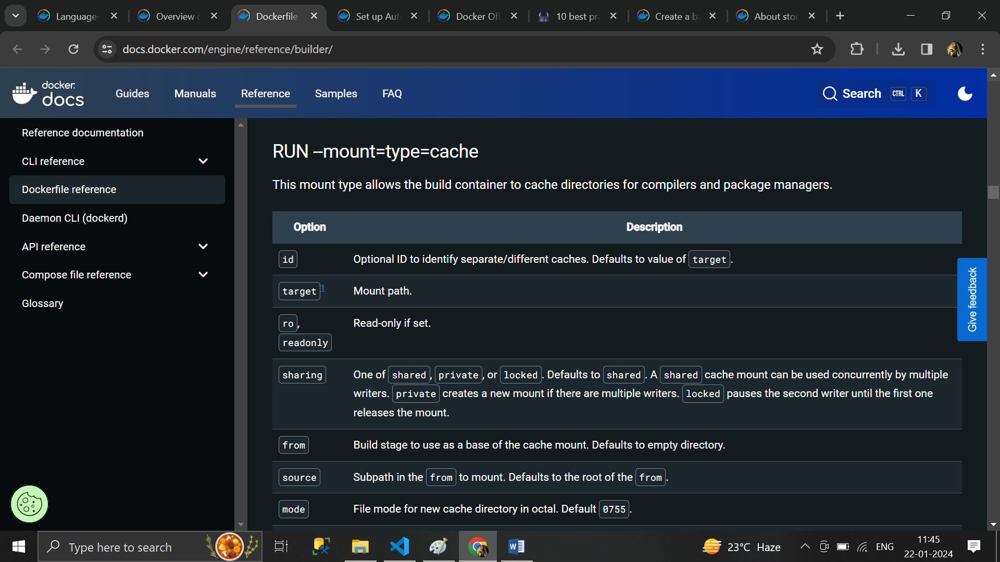 Language-
Overview c
Dockerfile
Set up Aut
Docker Off
10 best pra
Create a ba
About stor
docs.docker.com/engine/reference/builder/
docker
docs
Guides
Manuals
Reference
Samples
FAQ
Search
CTRL
K
Reference documentation
CLI reference
Dockerfile reference
Daemon CLI (dockerd)
API reference
Compose file reference
Glossary
RUN --mount=type=cache
This mount type allows the build container to cache directories for compilers and package managers.
Option Description
id Optional ID to identify separate/different caches. Defaults to value of target.
target1 Mount path.
ro, Read-only if set.
readonly
sharing One of shared, private, or locked. Defaults to shared. A shared cache mount can be used concurrently by multiple
writers. private creates a new mount if there are multiple writers. locked pauses the second writer until the first one
releases the mount.
from Build stage to use as a base of the cache mount. Defaults to empty directory.
source Subpath in the from to mount. Defaults to the root of the from.
mode File mode for new cache directory in octal. Default 0755.
Give feedback
Type here to search
23°C Haze
ENG
11:45
22-01-2024